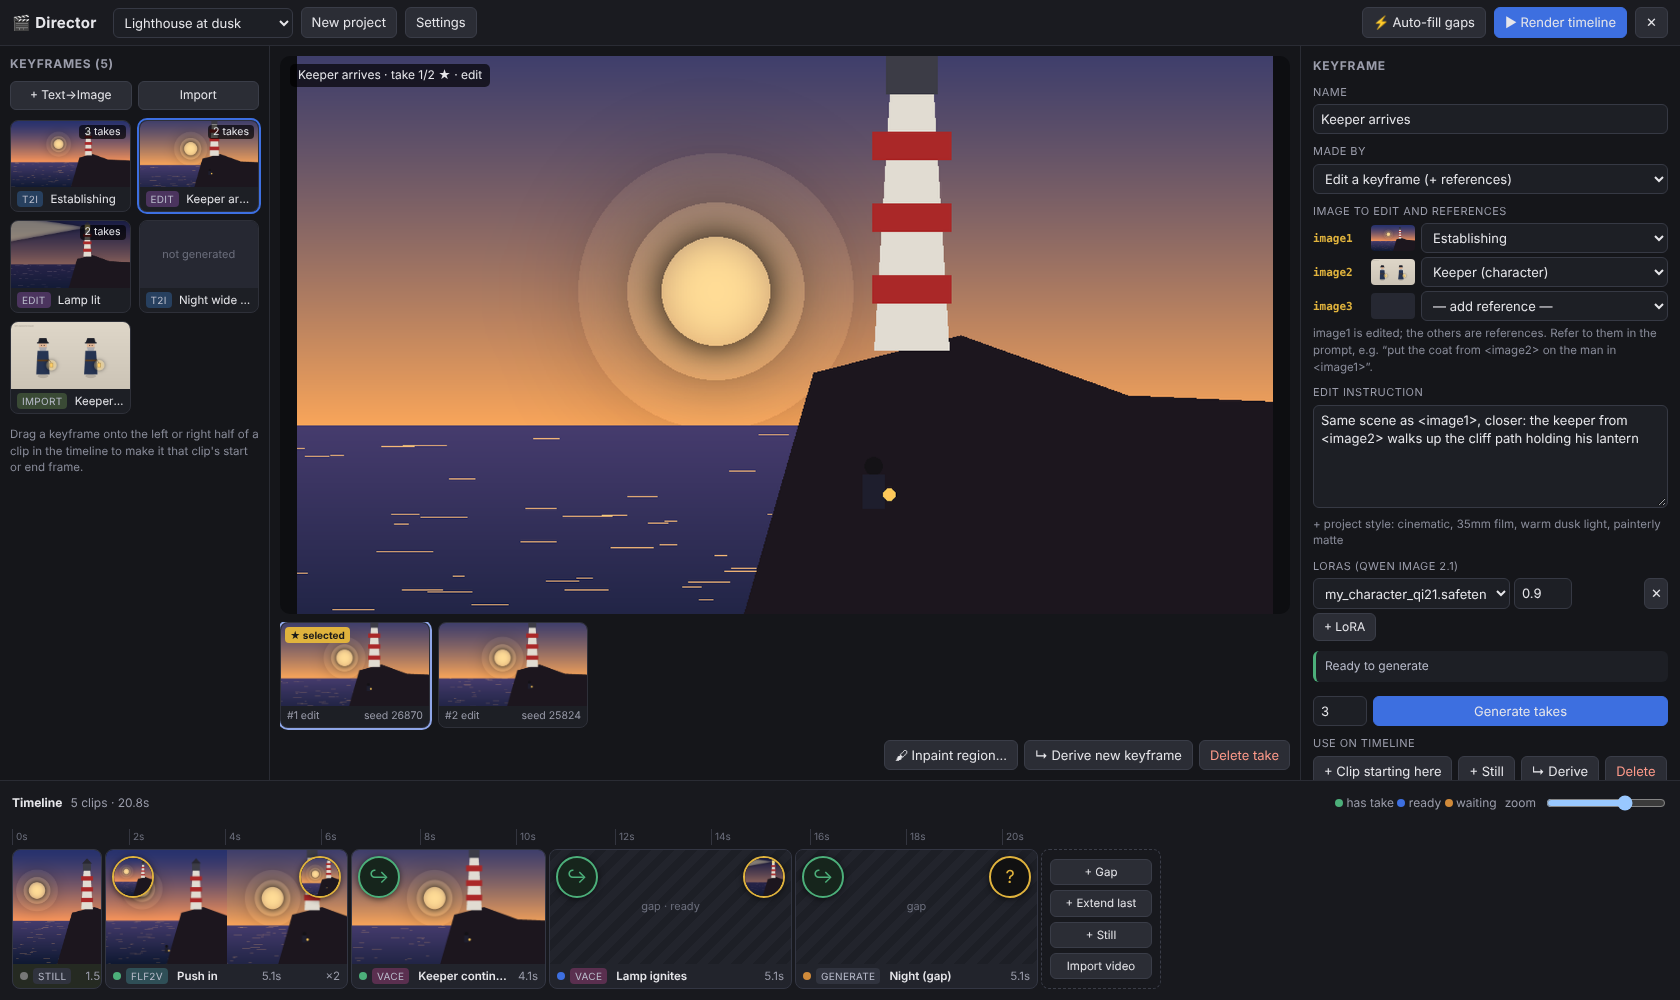 🎬 Director
Lighthouse at dusk
New project
Settings
⚡ Auto-fill gaps
▶ Render timeline
✕
KEYFRAMES (5)
+ Text→Image
Import
3 takes
T2I Establishing
2 takes
EDIT Keeper ar...
2 takes
EDIT Lamp lit
not generated
T2I Night wide ...
IMPORT Keeper...
Drag a keyframe onto the left or right half of a
clip in the timeline to make it that clip's start
or end frame.
Keeper arrives · take 1/2 ★ · edit
★ selected
#1 edit seed 26870
#2 edit seed 25824
🖌 Inpaint region...
↳ Derive new keyframe
Delete take
KEYFRAME
NAME
Keeper arrives
MADE BY
Edit a keyframe (+ references)
IMAGE TO EDIT AND REFERENCES
image1 Establishing
image2 Keeper (character)
image3 — add reference —
image1 is edited; the others are references. Refer to them in the
prompt, e.g. “put the coat from <image2> on the man in
<image1>”.
EDIT INSTRUCTION
Same scene as <image1>, closer: the keeper from
<image2> walks up the cliff path holding his lantern
+ project style: cinematic, 35mm film, warm dusk light, painterly
matte
LORAS (QWEN IMAGE 2.1)
my_character_qi21.safeten 0.9 ✕
+ LoRA
Ready to generate
3 Generate takes
USE ON TIMELINE
+ Clip starting here
+ Still
↳ Derive
Delete
Timeline 5 clips · 20.8s
has take ready waiting zoom
0s 2s 4s 6s 8s 10s 12s 14s 16s 18s 20s
STILL 1.5
FLF2V Push in 5.1s ×2
VACE Keeper contin... 4.1s
gap · ready
VACE Lamp ignites 5.1s
?
gap
GENERATE Night (gap) 5.1s
+ Gap
+ Extend last
+ Still
Import video